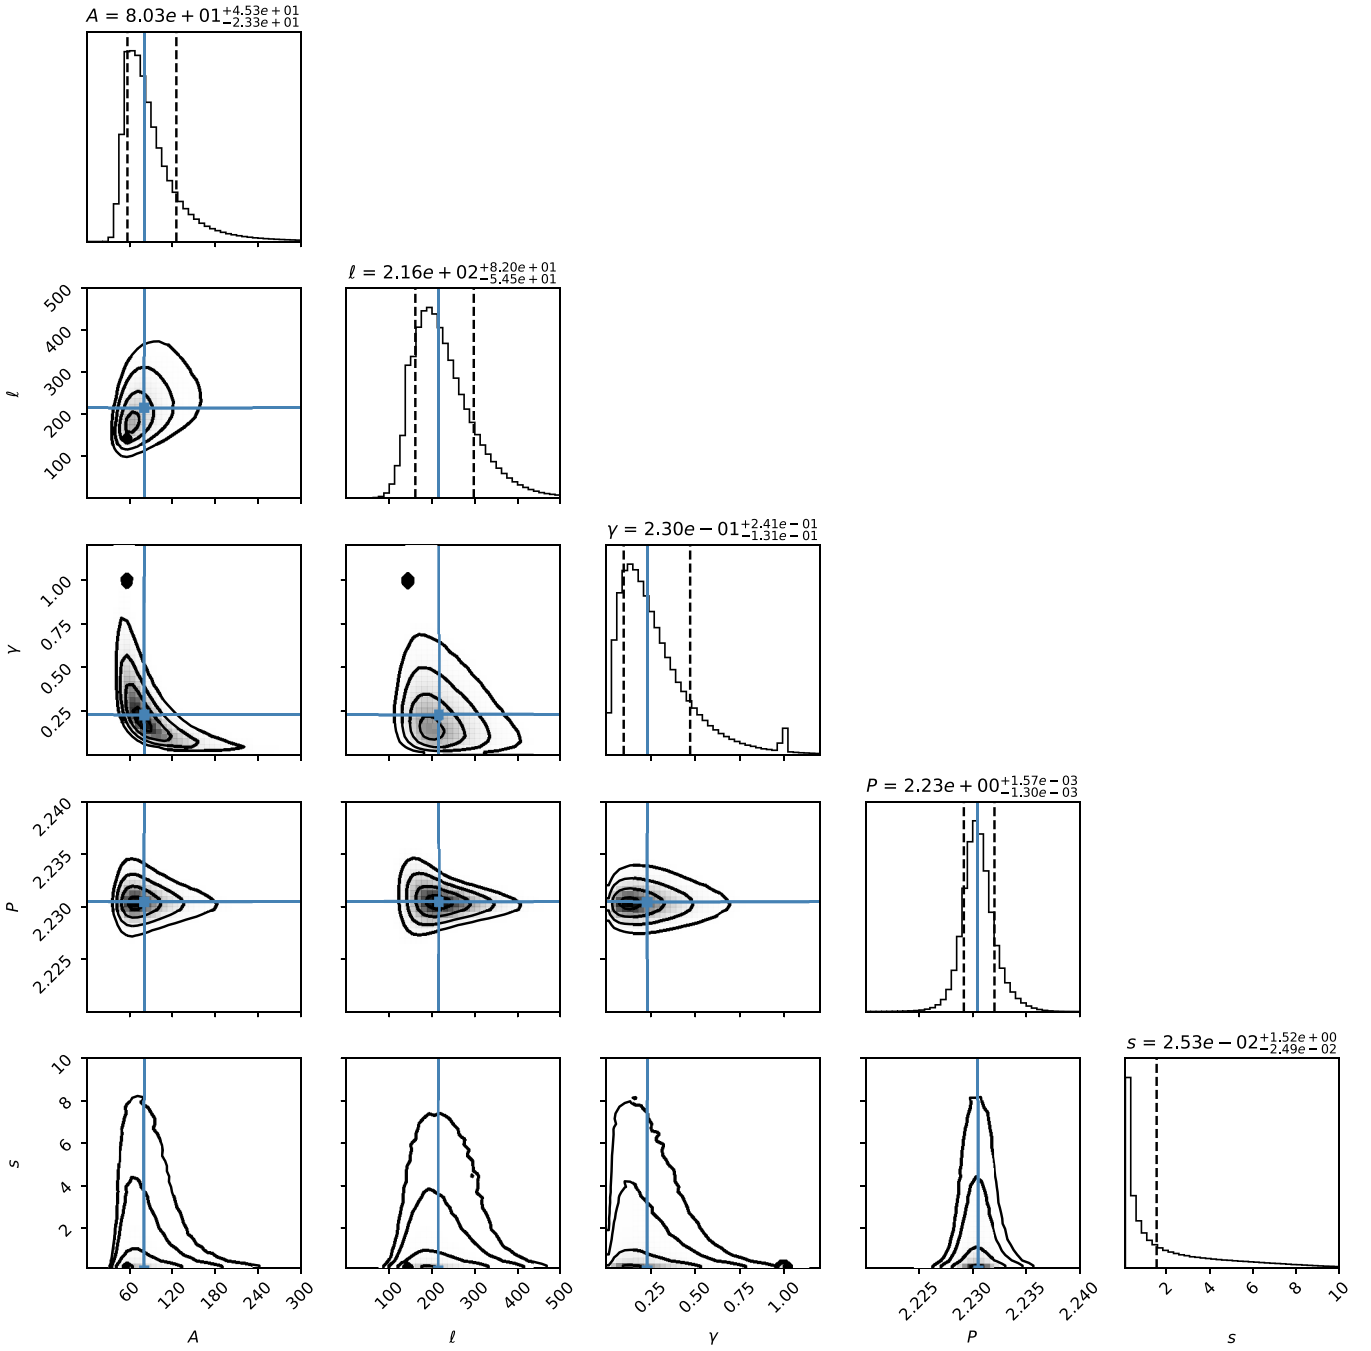 A = 8.03e + 01 +4.53e + 01 −2.33e + 01
ℓ = 2.16e + 02 +8.20e + 01 −5.45e + 01
ℓ
500
400
300
200
100
γ = 2.30e − 01 +2.41e − 01 −1.31e − 01
γ
1.00
0.75
0.50
0.25
P = 2.23e + 00 +1.57e − 03 −1.30e − 03
P
2.240
2.235
2.230
2.225
s = 2.53e − 02 +1.52e + 00 −2.49e − 02
s
10
8
6
4
2
60 120 180 240 300
100 200 300 400 500
0.25 0.50 0.75 1.00
2.225 2.230 2.235 2.240
2 4 6 8 10
A ℓ γ P s